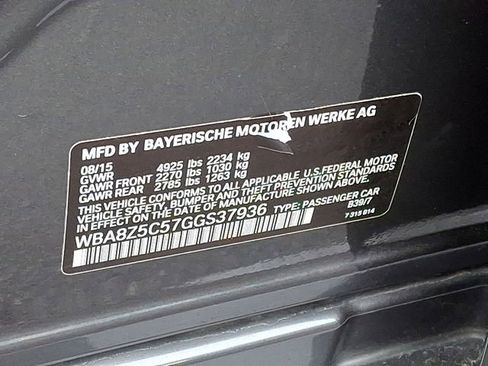 MFD BY BAYERISCHE MOTOREN WERKE AG
08/15
GVWR 4925 lbs 2234 kg
GAWR FRONT 2270 lbs 1030 kg
GAWR REAR 2785 lbs 1263 kg
THIS VEHICLE CONFORMS TO ALL APPLICABLE U.S. FEDERAL MOTOR
VEHICLE SAFETY, BUMPER AND THEFT PREVENTION STANDARDS
IN EFFECT ON THE DATE OF MANUFACTURE SHOWN ABOVE.
WBA8Z5C57GGS37936 TYPE: PASSENGER CAR
B39/7
7 315 814